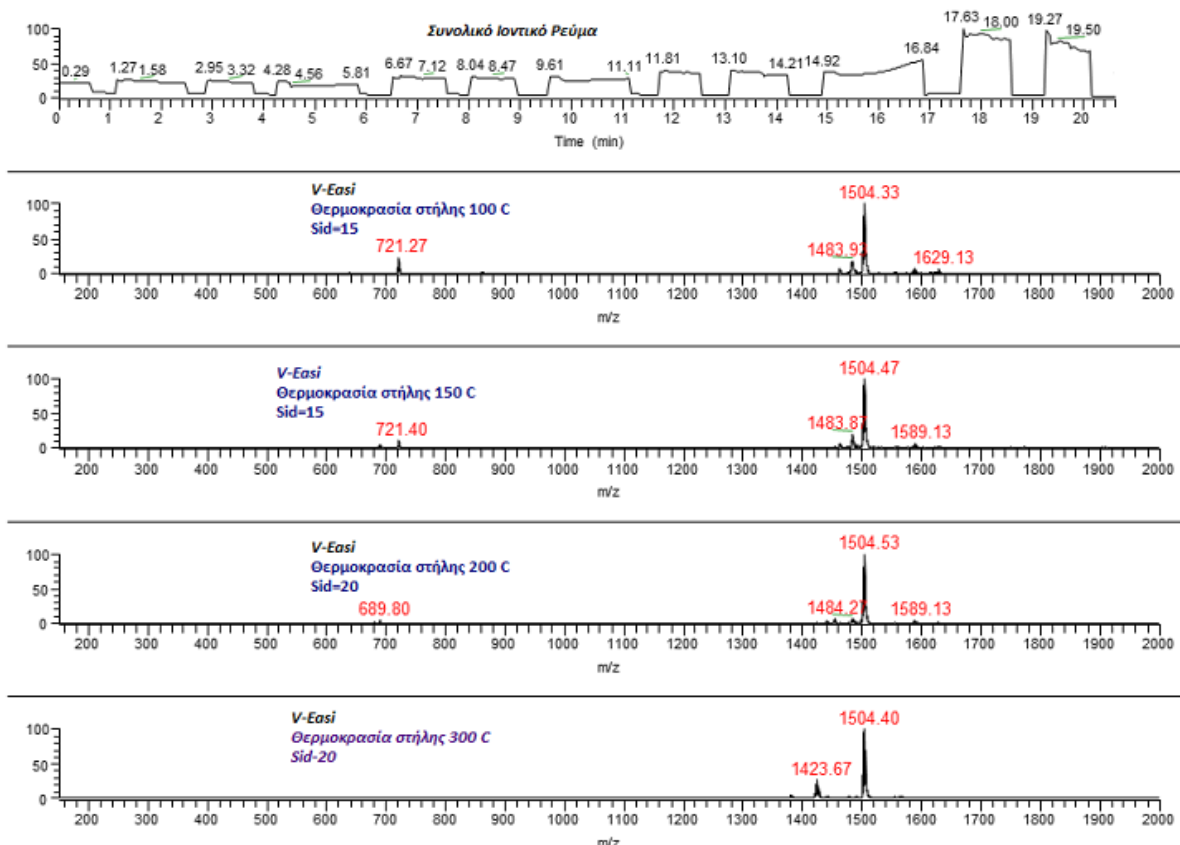 Συνολικό Ιοντικό Ρεύμα
100
50
0
0.29 1.27 1.58 2.95 3.32 4.28 4.56 5.81 6.67 7.12 8.04 8.47 9.61 11.11 11.81 13.10 14.21 14.92 16.84 17.63 18.00 19.27 19.50
0 1 2 3 4 5 6 7 8 9 10 11 12 13 14 15 16 17 18 19 20
Time (min)
V-Easi
Θερμοκρασία στήλης 100 C
Sid=15
100
50
0
721.27 1483.93 1504.33 1629.13
200 300 400 500 600 700 800 900 1000 1100 1200 1300 1400 1500 1600 1700 1800 1900 2000
m/z
V-Easi
Θερμοκρασία στήλης 150 C
Sid=15
100
50
0
721.40 1483.87 1504.47 1589.13
200 300 400 500 600 700 800 900 1000 1100 1200 1300 1400 1500 1600 1700 1800 1900 2000
m/z
V-Easi
Θερμοκρασία στήλης 200 C
Sid=20
100
50
0
689.80 1484.27 1504.53 1589.13
200 300 400 500 600 700 800 900 1000 1100 1200 1300 1400 1500 1600 1700 1800 1900 2000
m/z
V-Easi
Θερμοκρασία στήλης 300 C
Sid-20
100
50
0
1423.67 1504.40
200 300 400 500 600 700 800 900 1000 1100 1200 1300 1400 1500 1600 1700 1800 1900 2000
m/z